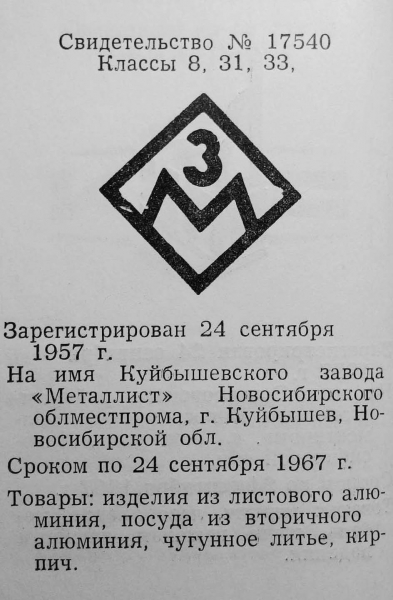 Свидетельство № 17540
Классы 8, 31, 33,
З
М
Зарегистрирован 24 сентября
1957 г.
На имя Куйбышевского завода
«Металлист» Новосибирского
облместпрома, г. Куйбышев, Но-
восибирской обл.
Сроком по 24 сентября 1967 г.
Товары: изделия из листового алю-
миния, посуда из вторичного
алюминия, чугунное литье, кир-
пич.